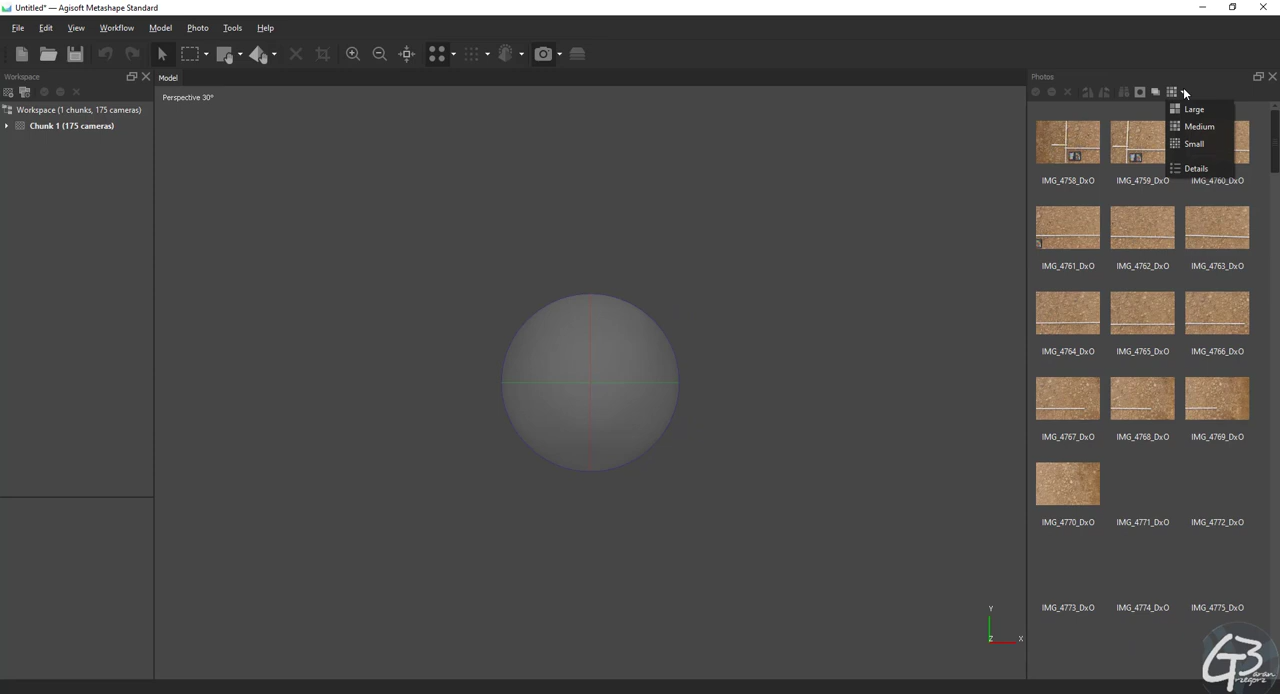 Untitled* — Agisoft Metashape Standard
File Edit View Workflow Model Photo Tools Help
Workspace
Workspace (1 chunks, 175 cameras)
Chunk 1 (175 cameras)
Model
Perspective 30°
Y
Z
X
Photos
Large
Medium
Small
Details
IMG_4758_DxO IMG_4759_DxO IMG_4760_DxO
IMG_4761_DxO IMG_4762_DxO IMG_4763_DxO
IMG_4764_DxO IMG_4765_DxO IMG_4766_DxO
IMG_4767_DxO IMG_4768_DxO IMG_4769_DxO
IMG_4770_DxO IMG_4771_DxO IMG_4772_DxO
IMG_4773_DxO IMG_4774_DxO IMG_4775_DxO